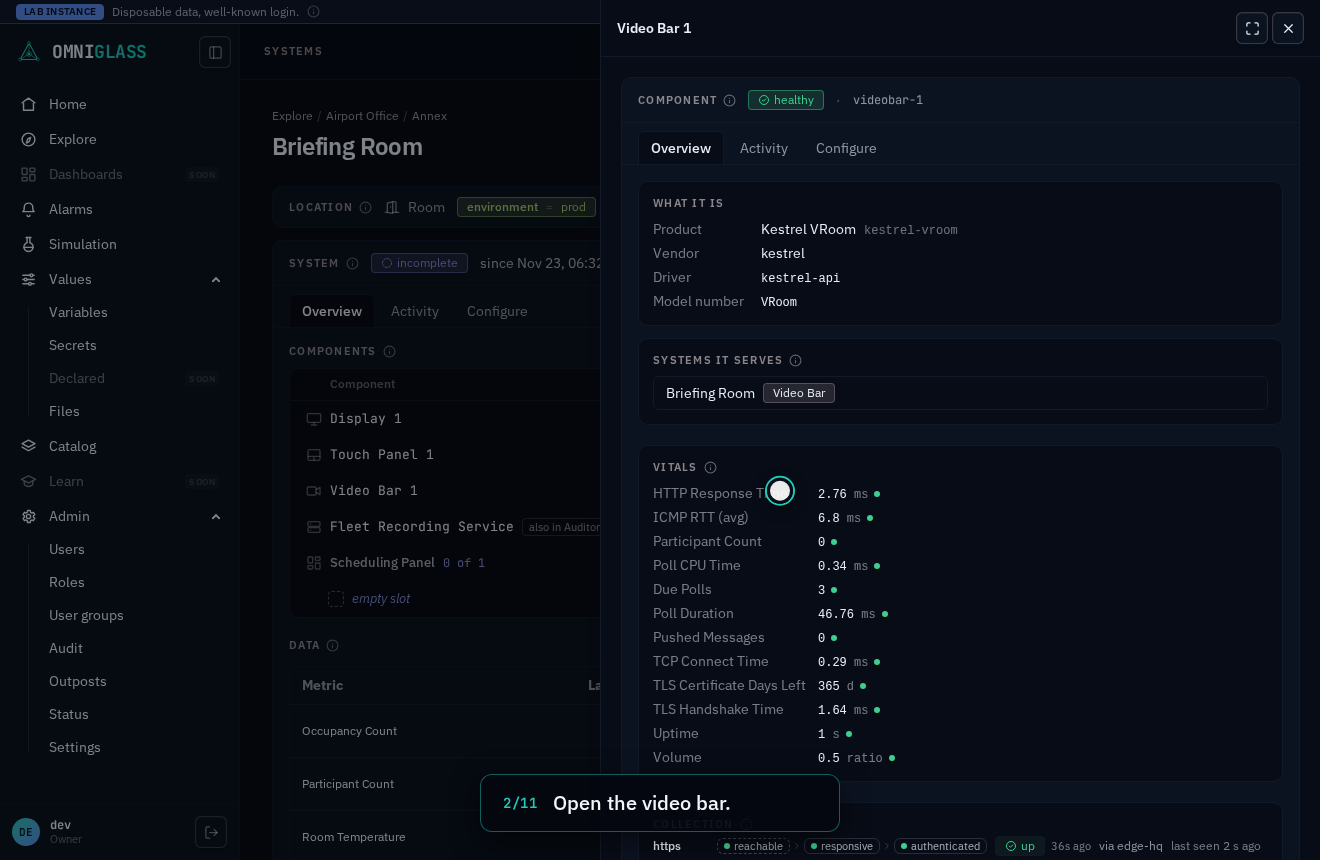 LAB INSTANCE Disposable data, well-known login.
OMNIGLASS
Home
Explore
Dashboards SOON
Alarms
Simulation
Values
Variables
Secrets
Declared SOON
Files
Catalog
Learn SOON
Admin
Users
Roles
User groups
Audit
Outposts
Status
Settings
DE dev
Owner
SYSTEMS
Explore / Airport Office / Annex
Briefing Room
LOCATION Room environment = prod
SYSTEM incomplete since Nov 23, 06:32
Overview Activity Configure
COMPONENTS
Component
Display 1
Touch Panel 1
Video Bar 1
Fleet Recording Service also in Auditor
Scheduling Panel 0 of 1
empty slot
DATA
Metric La
Occupancy Count
Participant Count
Room Temperature
Video Bar 1
COMPONENT healthy · videobar-1
Overview Activity Configure
WHAT IT IS
Product Kestrel VRoom kestrel-vroom
Vendor kestrel
Driver kestrel-api
Model number VRoom
SYSTEMS IT SERVES
Briefing Room Video Bar
VITALS
HTTP Response 2.76 ms
ICMP RTT (avg) 6.8 ms
Participant Count 0
Poll CPU Time 0.34 ms
Due Polls 3
Poll Duration 46.76 ms
Pushed Messages 0
TCP Connect Time 0.29 ms
TLS Certificate Days Left 365 d
TLS Handshake Time 1.64 ms
Uptime 1 s
Volume 0.5 ratio
COLLECTION
https reachable › responsive › authenticated up 36s ago via edge-hq last seen 2 s ago
2/11 Open the video bar.